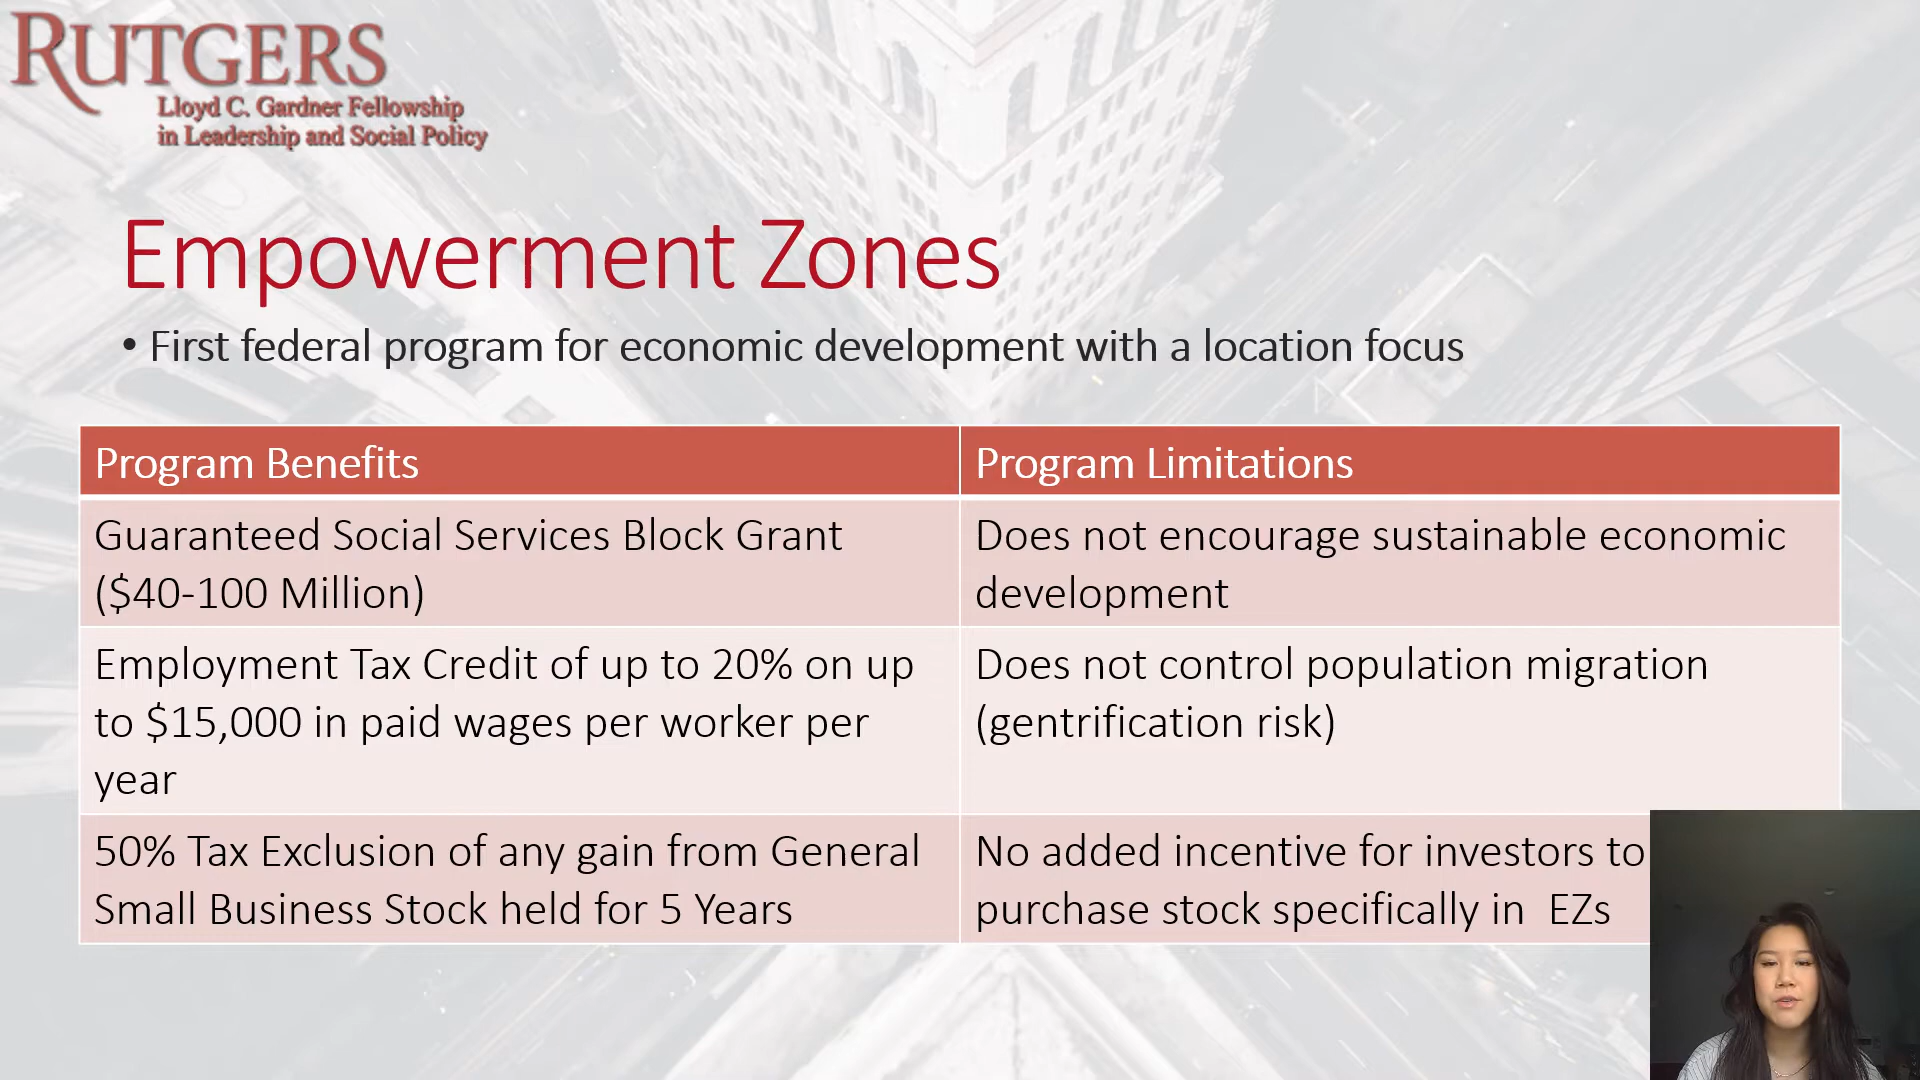 RUTGERS
Lloyd C. Gardner Fellowship
in Leadership and Social Policy
Empowerment Zones
• First federal program for economic development with a location focus
Program Benefits
Program Limitations
Guaranteed Social Services Block Grant
($40-100 Million)
Does not encourage sustainable economic
development
Employment Tax Credit of up to 20% on up
to $15,000 in paid wages per worker per
year
Does not control population migration
(gentrification risk)
50% Tax Exclusion of any gain from General
Small Business Stock held for 5 Years
No added incentive for investors to
purchase stock specifically in  EZs